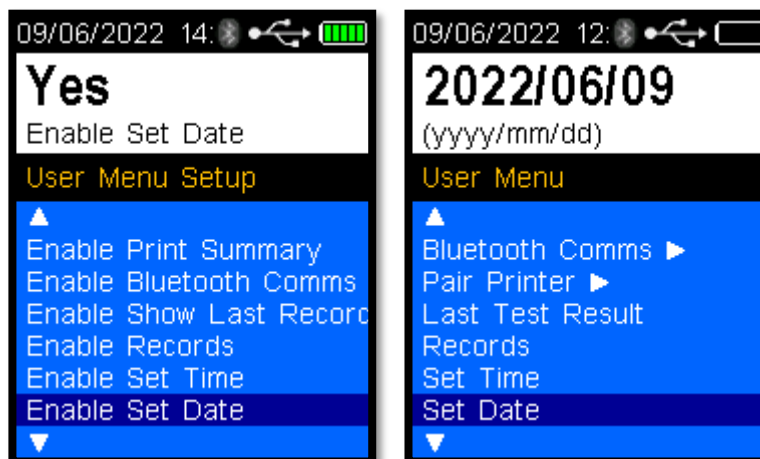 09/06/2022 14:
Yes
Enable Set Date
User Menu Setup
Enable Print Summary
Enable Bluetooth Comms
Enable Show Last Recorc
Enable Records
Enable Set Time
Enable Set Date
09/06/2022 12:
2022/06/09
(yyyy/mm/dd)
User Menu
Bluetooth Comms
Pair Printer
Last Test Result
Records
Set Time
Set Date